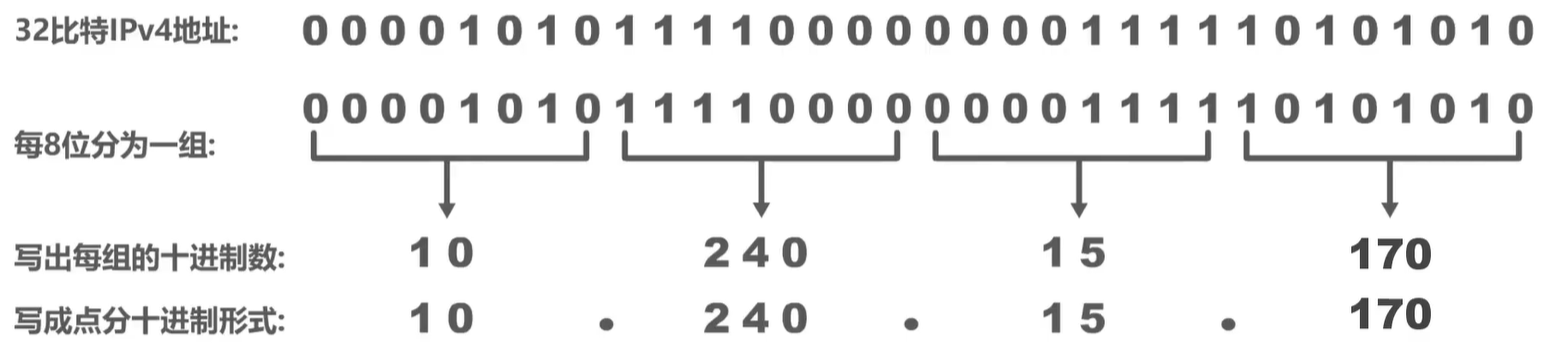 32比特IPv4地址: 0 0 0 0 1 0 1 0 1 1 1 1 0 0 0 0 0 0 0 0 1 1 1 1 1 0 1 0 1 0 1 0
0 0 0 0 1 0 1 0 1 1 1 1 0 0 0 0 0 0 0 0 1 1 1 1 1 0 1 0 1 0 1 0
每8位分为一组:
写出每组的十进制数: 10 240 15 170
写成点分十进制形式: 10 . 240 . 15 . 170